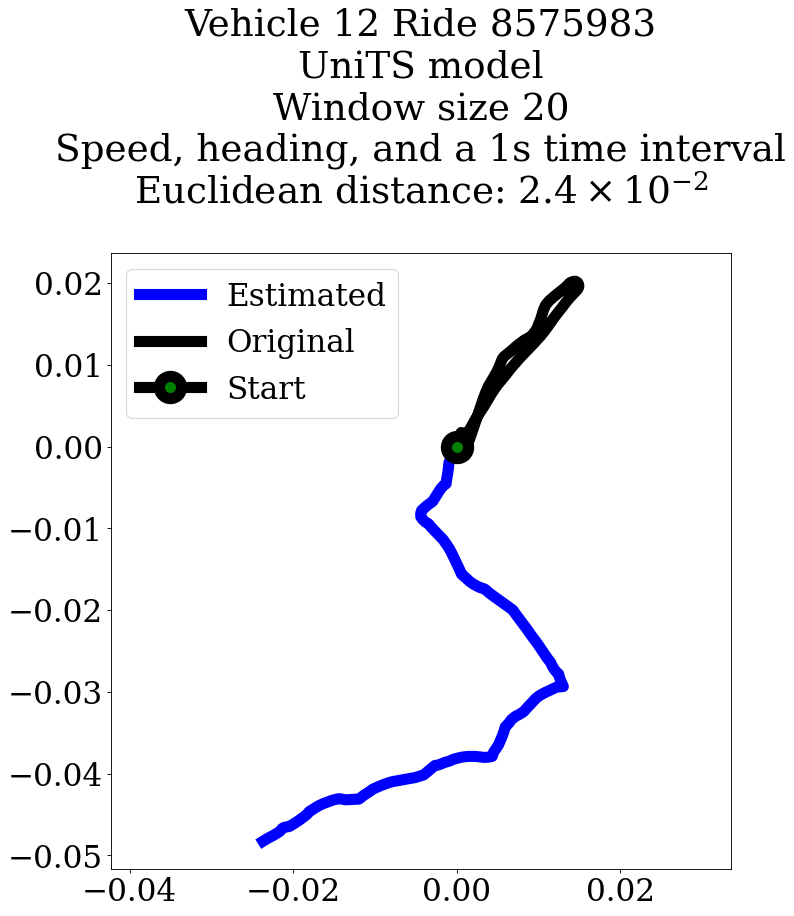 Vehicle 12 Ride 8575983
UniTS model
Window size 20
Speed, heading, and a 1s time interval
Euclidean distance: 2.4 × 10⁻²
0.02
0.01
0.00
−0.01
−0.02
−0.03
−0.04
−0.05
Estimated
Original
Start
−0.04 −0.02 0.00 0.02